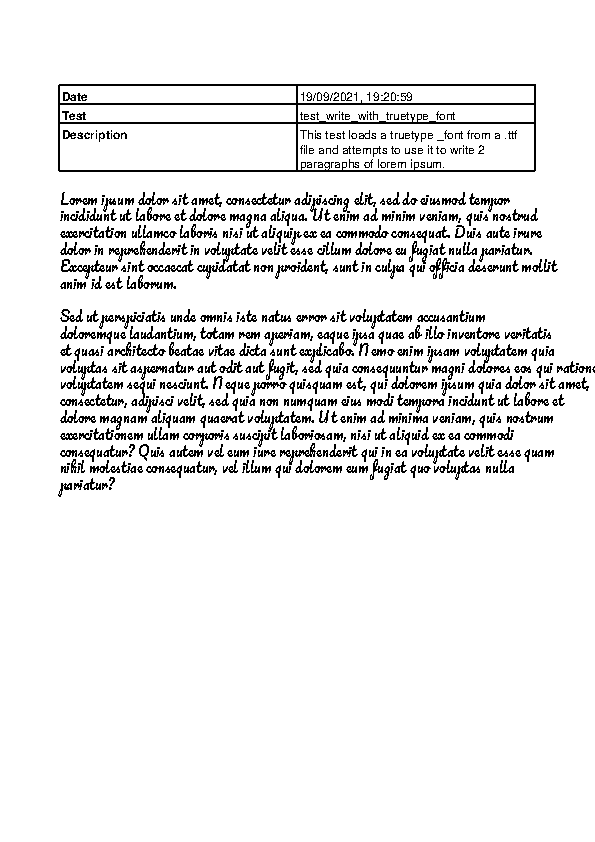 Date 19/09/2021, 19:20:59
Test test_write_with_truetype_font
Description This test loads a truetype _font from a .ttf
file and attempts to use it to write 2
paragraphs of lorem ipsum.
Lorem ipsum dolor sit amet, consectetur adipiscing elit, sed do eiusmod tempor
incididunt ut labore et dolore magna aliqua. Ut enim ad minim veniam, quis nostrud
exercitation ullamco laboris nisi ut aliquip ex ea commodo consequat. Duis aute irure
dolor in reprehenderit in voluptate velit esse cillum dolore eu fugiat nulla pariatur.
Excepteur sint occaecat cupidatat non proident, sunt in culpa qui officia deserunt mollit
anim id est laborum.
Sed ut perspiciatis unde omnis iste natus error sit voluptatem accusantium
doloremque laudantium, totam rem aperiam, eaque ipsa quae ab illo inventore veritatis
et quasi architecto beatae vitae dicta sunt explicabo. Nemo enim ipsam voluptatem quia
voluptas sit aspernatur aut odit aut fugit, sed quia consequuntur magni dolores eos qui
voluptatem sequi nesciunt. Neque porro quisquam est, qui dolorem ipsum quia dolor sit amet,
consectetur, adipisci velit, sed quia non numquam eius modi tempora incidunt ut labore et
dolore magnam aliquam quaerat voluptatem. Ut enim ad minima veniam, quis nostrum
exercitationem ullam corporis suscipit laboriosam, nisi ut aliquid ex ea commodi
consequatur? Quis autem vel eum iure reprehenderit qui in ea voluptate velit esse quam
nihil molestiae consequatur, vel illum qui dolorem eum fugiat quo voluptas nulla
pariatur?